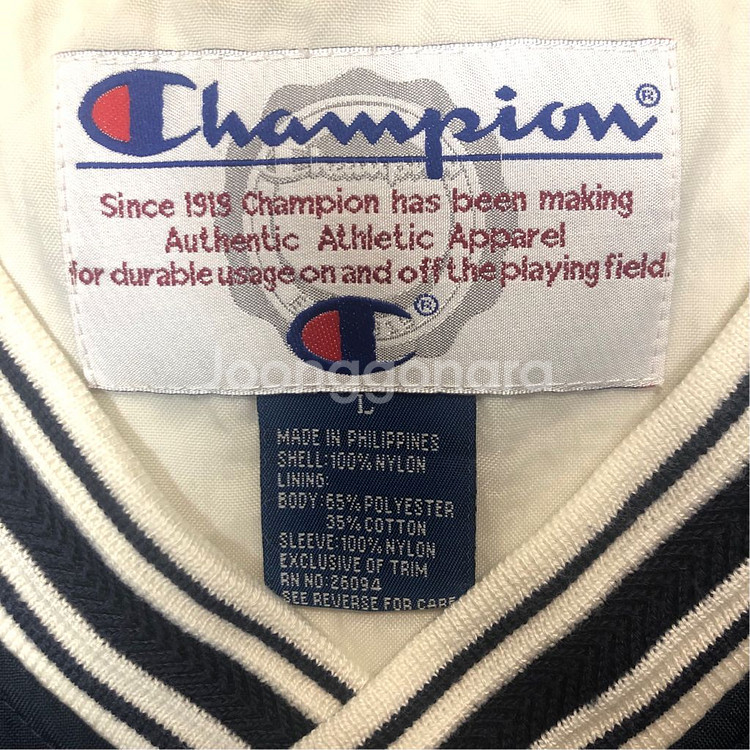 Champion®
Since 1919 Champion has been making
Authentic Athletic Apparel
for durable usage on and off the playing field.
®
Joonggonara
L
MADE IN PHILIPPINES
SHELL:100% NYLON
LINING:
BODY:65% POLYESTER
35% COTTON
SLEEVE:100% NYLON
EXCLUSIVE OF TRIM
RN NO:26094
SEE REVERSE FOR CARE